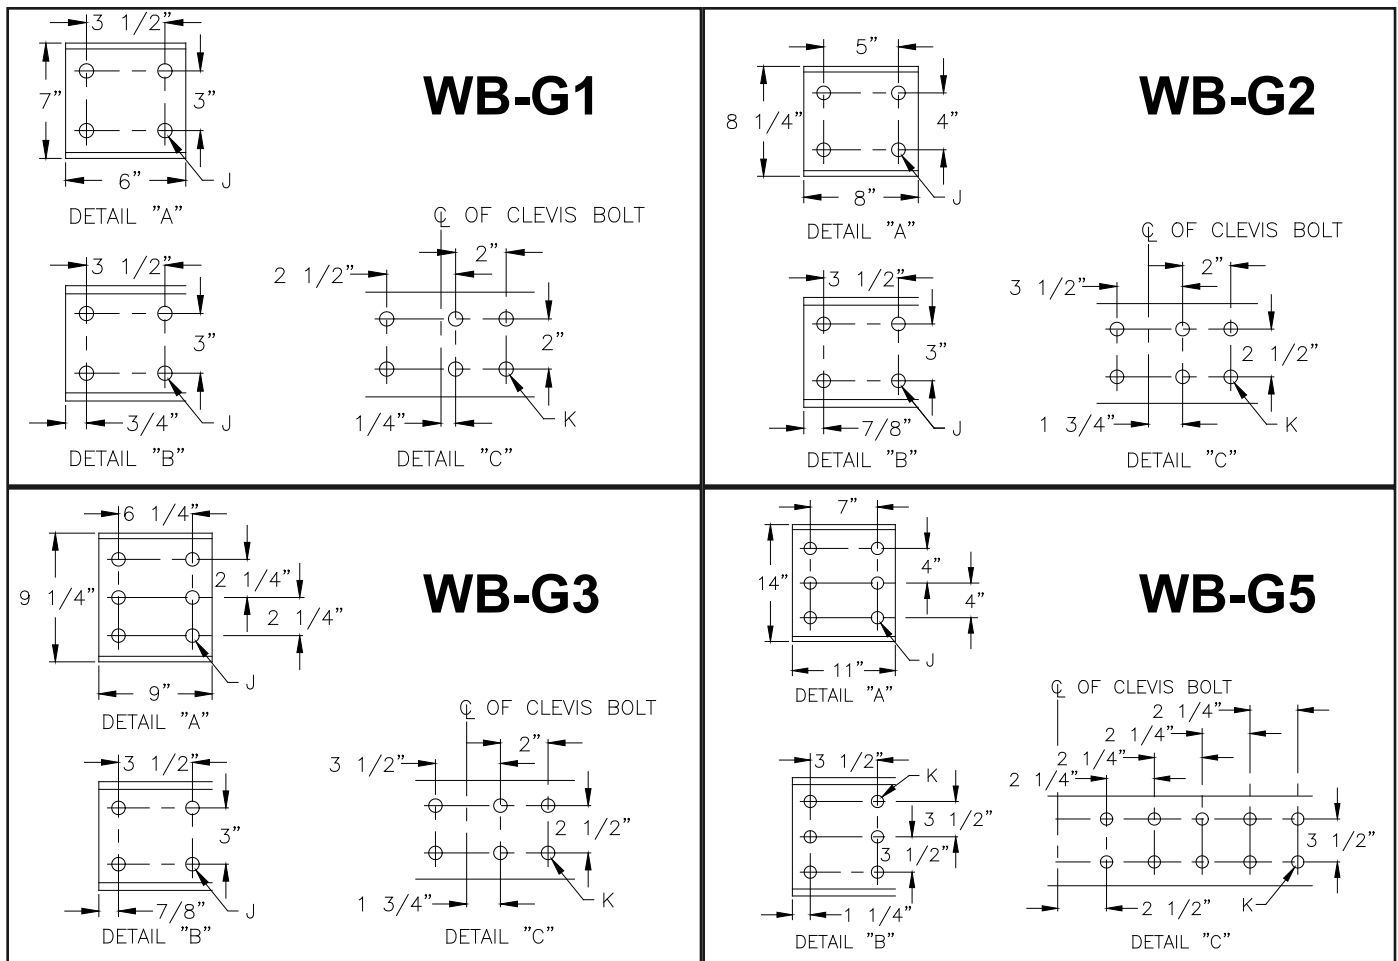 3 1/2”
WB-G1
7”
3”
6”
J
DETAIL ”A”
℄ OF CLEVIS BOLT
3 1/2”
2”
2 1/2”
3”
2”
3/4”
J
1/4”
K
DETAIL ”B”
DETAIL ”C”
5”
WB-G2
8 1/4”
4”
8”
J
DETAIL ”A”
℄ OF CLEVIS BOLT
3 1/2”
2”
3 1/2”
3”
2 1/2”
7/8”
J
1 3/4”
K
DETAIL ”B”
DETAIL ”C”
6 1/4”
WB-G3
2 1/4”
9 1/4”
2 1/4”
9”
J
DETAIL ”A”
℄ OF CLEVIS BOLT
3 1/2”
2”
3 1/2”
3”
2 1/2”
7/8”
J
1 3/4”
K
DETAIL ”B”
DETAIL ”C”
7”
WB-G5
4”
14”
4”
11”
J
DETAIL ”A”
℄ OF CLEVIS BOLT
2 1/4”
2 1/4”
2 1/4”
2 1/4”
3 1/2”
K
3 1/2”
3 1/2”
3 1/2”
1 1/4”
2 1/2”
K
DETAIL ”B”
DETAIL ”C”